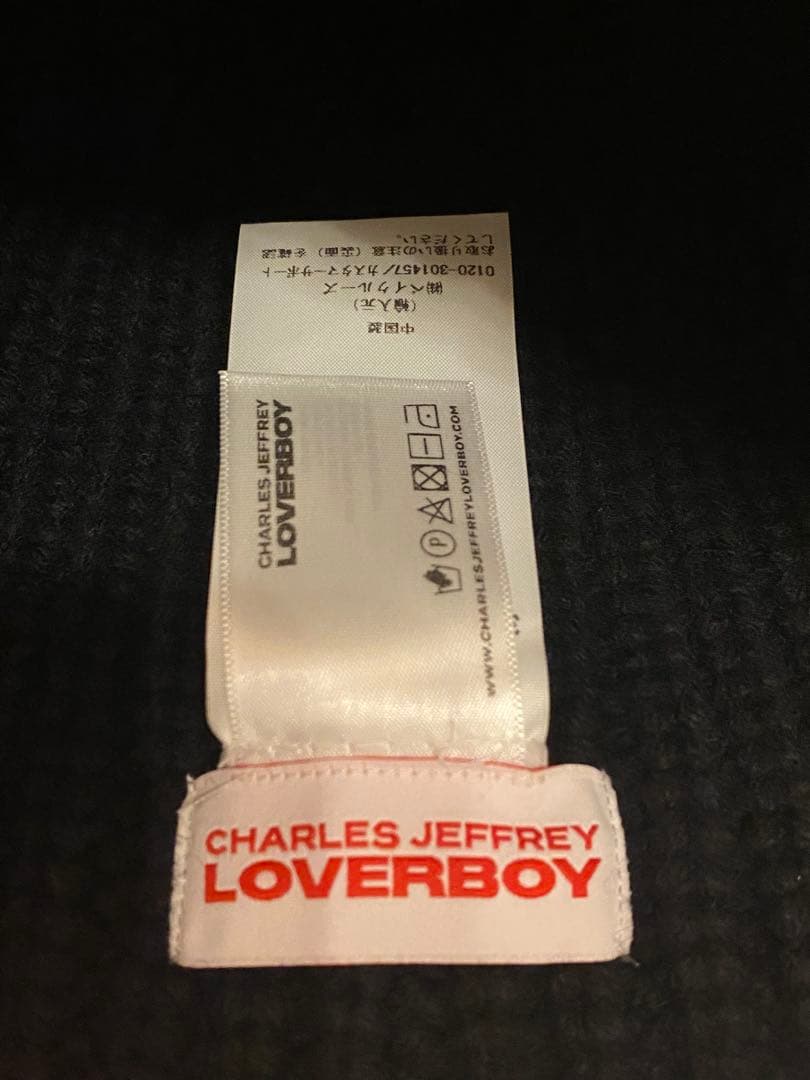 中国製
(輸入元)
㈱ベイクルーズ
0120-301457/カスタマーサポート
お取り扱いの注意(表面)を確認
してください。
CHARLES JEFFREY
LOVERBOY
P
WWW.CHARLESJEFFREYLOVERBOY.COM
CHARLES JEFFREY
LOVERBOY